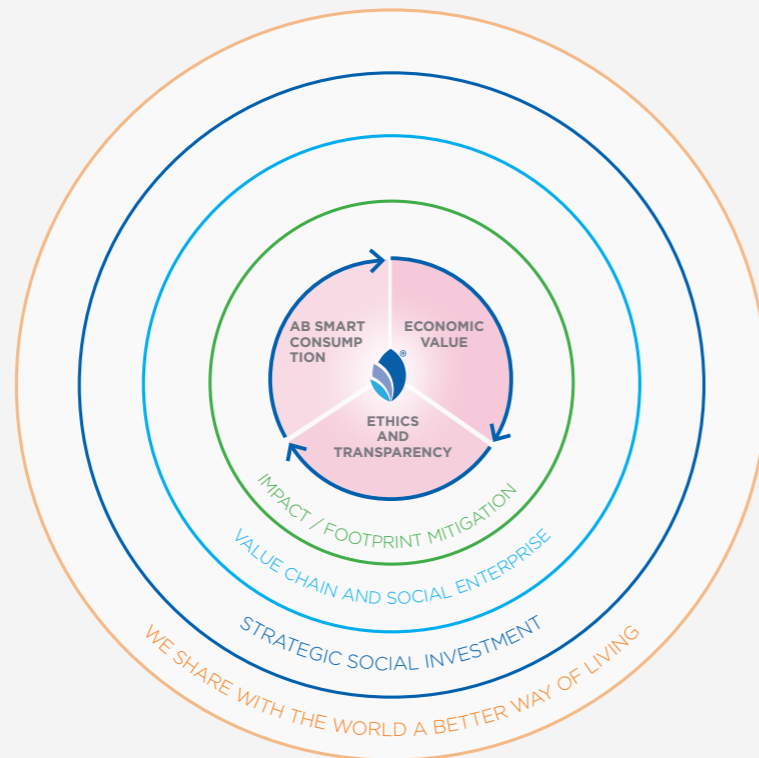 AB SMART
CONSUMP
TION
ECONOMIC
VALUE
®
ETHICS
AND
TRANSPARENCY
IMPACT / FOOTPRINT MITIGATION
VALUE CHAIN AND SOCIAL ENTERPRISE
STRATEGIC SOCIAL INVESTMENT
WE SHARE WITH THE WORLD A BETTER WAY OF LIVING